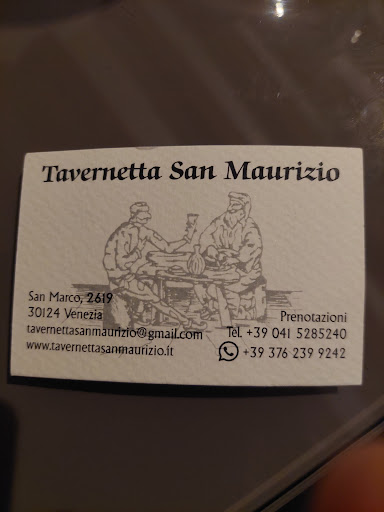 Tavernetta San Maurizio
San Marco, 2619
30124 Venezia
tavernettasanmaurizio@gmail.com
www.tavernettasanmaurizio.it
Prenotazioni
Tel. +39 041 5285240
+39 376 239 9242